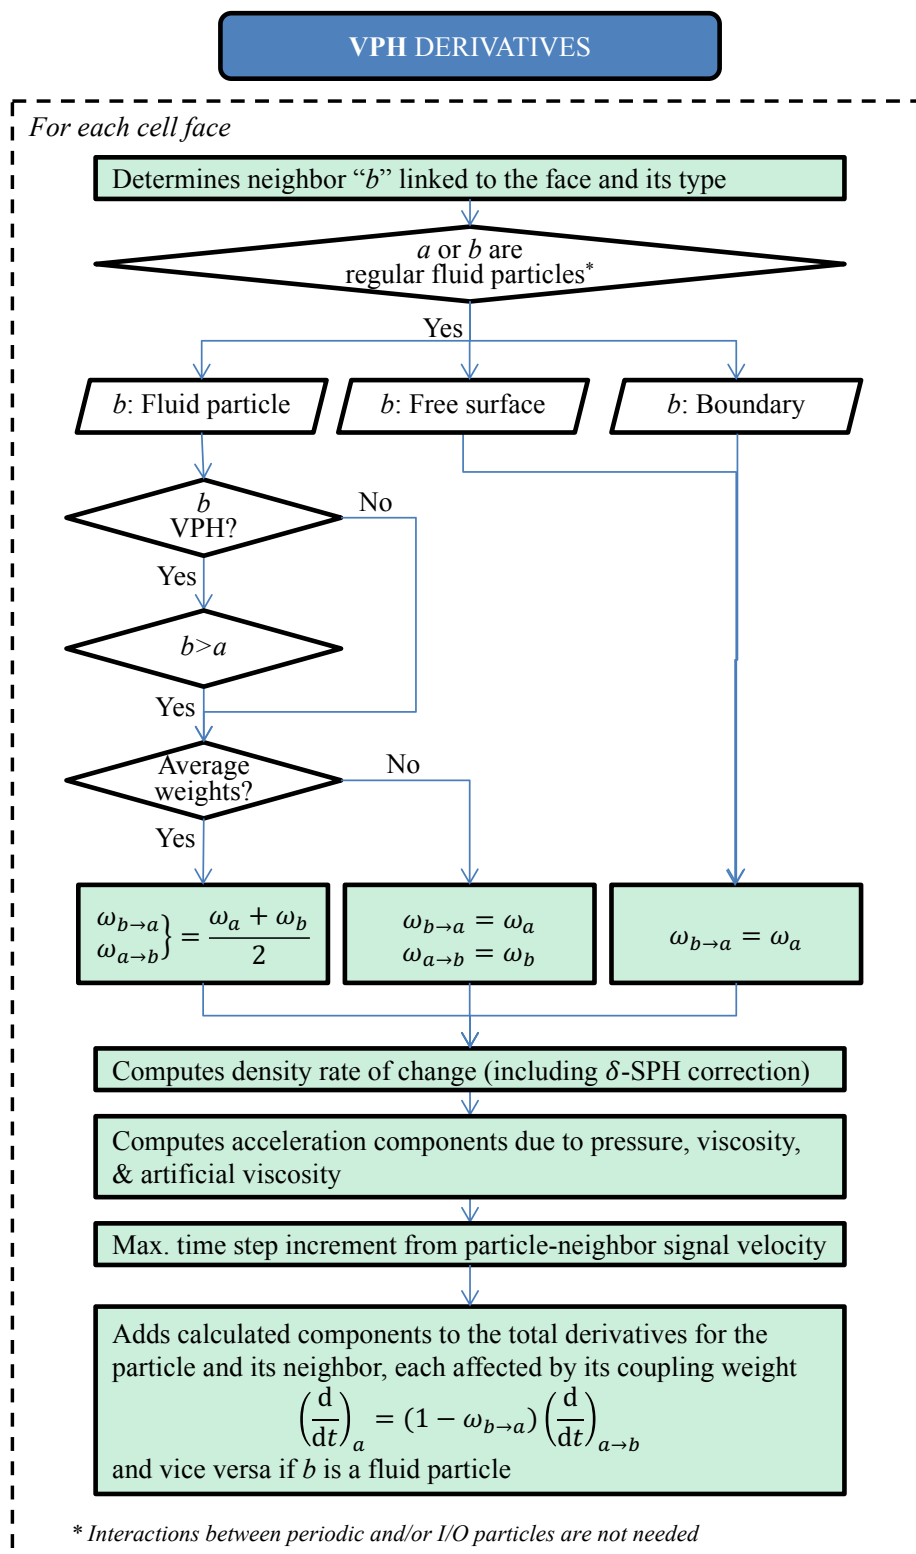 VPH DERIVATIVES
For each cell face
Determines neighbor “b” linked to the face and its type
a or b are
regular fluid particles*
Yes
b: Fluid particle
b: Free surface
b: Boundary
b
VPH?
No
Yes
b>a
Yes
Average
weights?
No
Yes
ω_{b→a}
ω_{a→b}} = (ω_a + ω_b)/2
ω_{b→a} = ω_a
ω_{a→b} = ω_b
ω_{b→a} = ω_a
Computes density rate of change (including δ-SPH correction)
Computes acceleration components due to pressure, viscosity,
& artificial viscosity
Max. time step increment from particle-neighbor signal velocity
Adds calculated components to the total derivatives for the
particle and its neighbor, each affected by its coupling weight
(d/dt)_a = (1 − ω_{b→a}) (d/dt)_{a→b}
and vice versa if b is a fluid particle
* Interactions between periodic and/or I/O particles are not needed